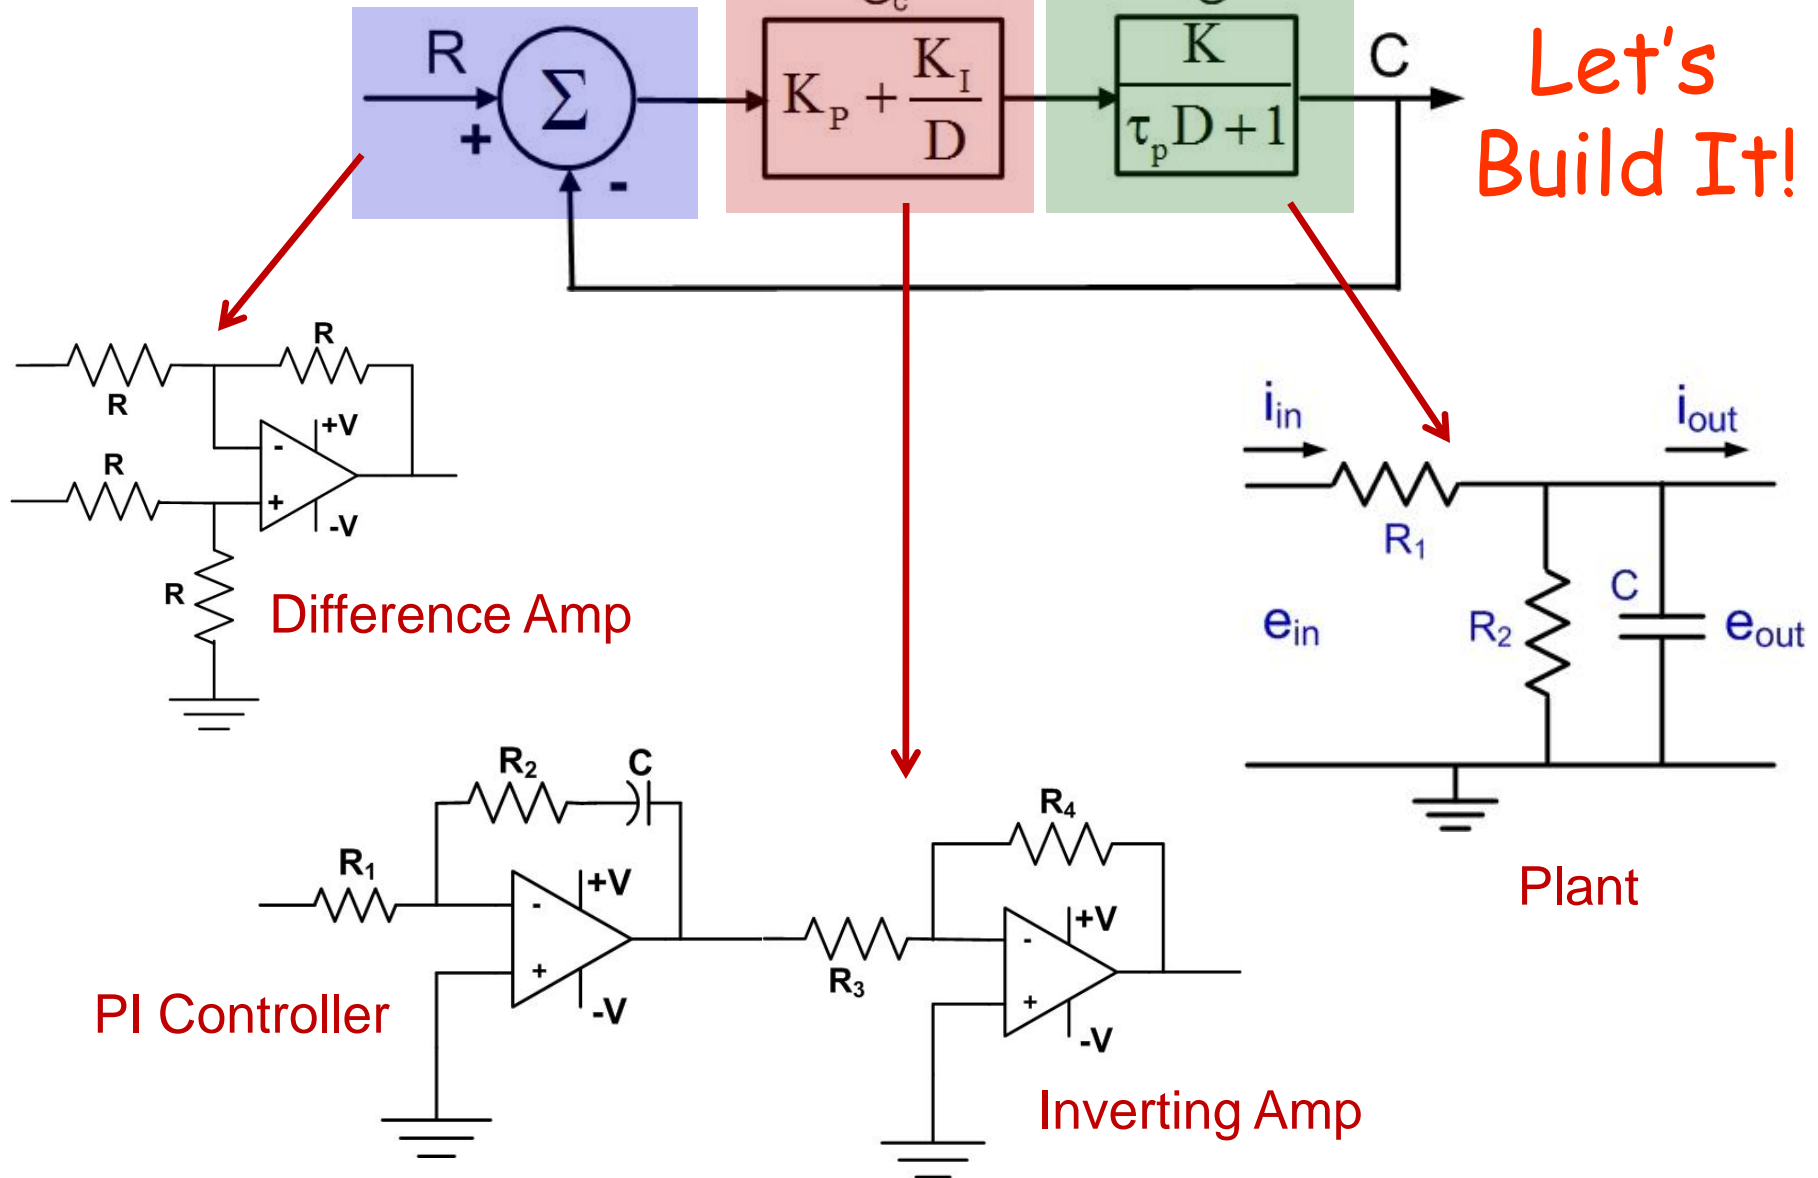 R
+
Σ
-
K_P + K_I / D
K / τ_p D + 1
C
Let's
Build It!
R
R
R
R
+V
-
+
-V
Difference Amp
i_in
i_out
R_1
R_2
C
e_in
e_out
Plant
R_2
C
R_1
+V
-
+
-V
PI Controller
R_3
R_4
+V
-
+
-V
Inverting Amp